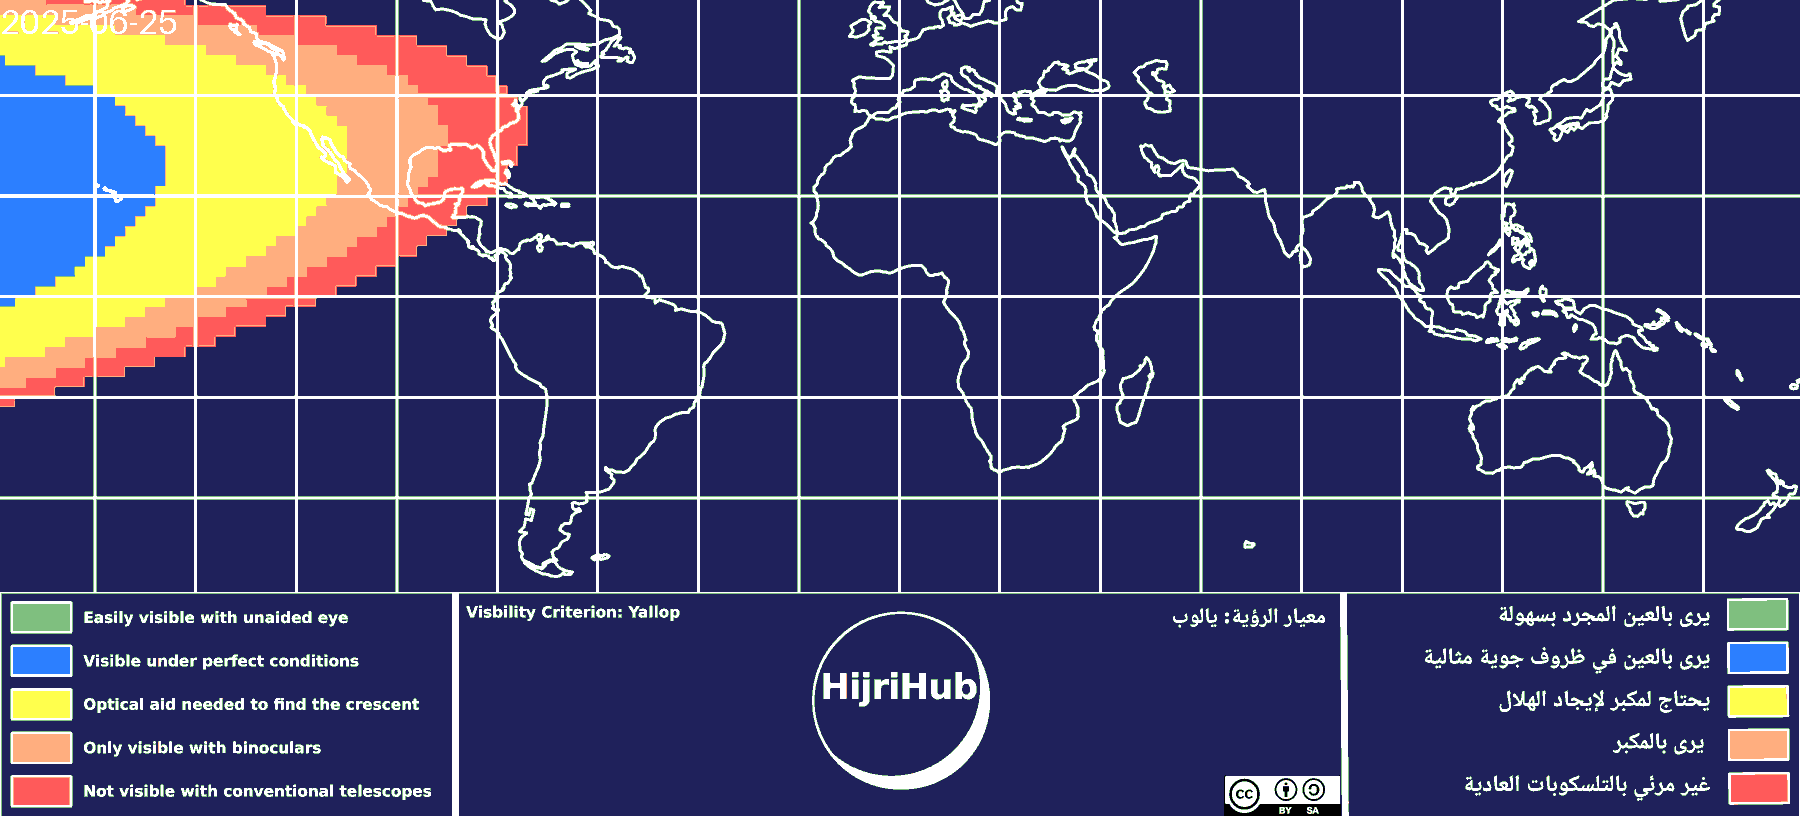 2025-06-25
Easily visible with unaided eye
Visible under perfect conditions
Optical aid needed to find the crescent
Only visible with binoculars
Not visible with conventional telescopes
Visbility Criterion: Yallop
معيار الرؤية: يالوب
HijriHub
cc
BY SA
يرى بالعين المجرد بسهولة
يرى بالعين في ظروف جوية مثالية
يحتاج لمكبر لإيجاد الهلال
يرى بالمكبر
غير مرئي بالتلسكوبات العادية